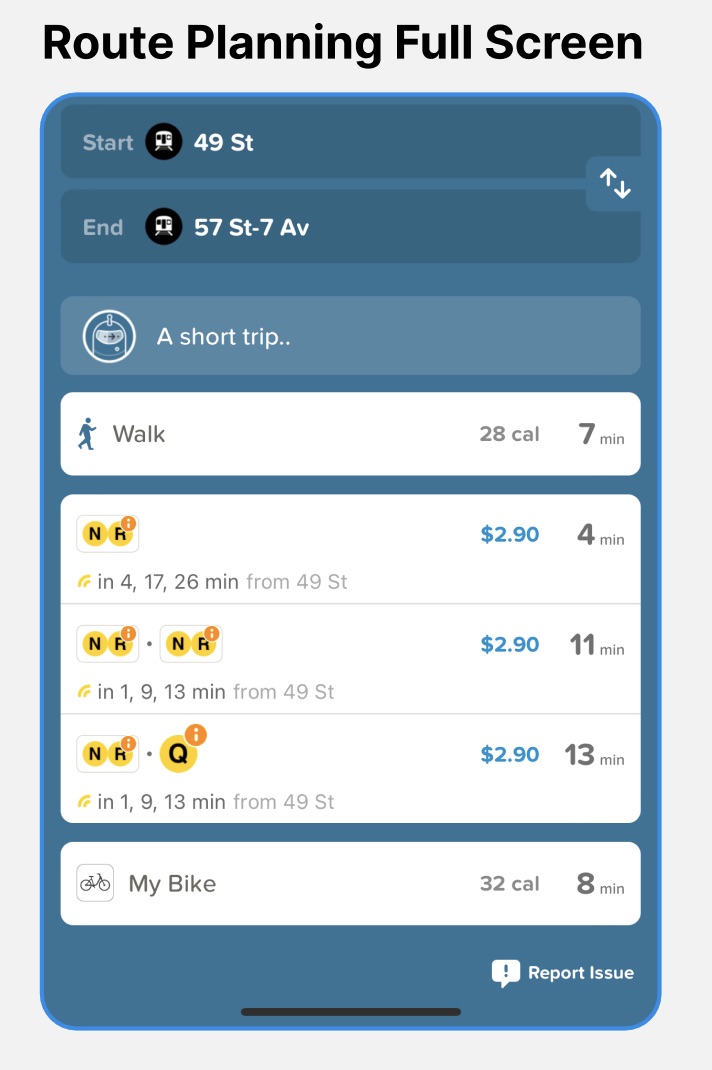 Route Planning Full Screen
Start 49 St
End 57 St-7 Av
A short trip..
Walk 28 cal 7 min
N R i $2.90 4 min
in 4, 17, 26 min from 49 St
N R i · N R i $2.90 11 min
in 1, 9, 13 min from 49 St
N R i · Q i $2.90 13 min
in 1, 9, 13 min from 49 St
My Bike 32 cal 8 min
! Report Issue